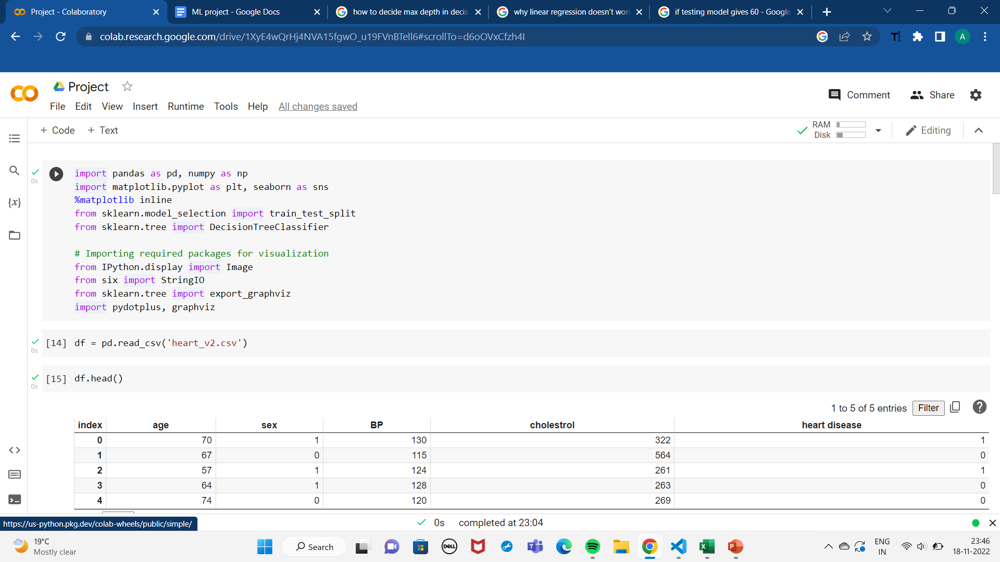 Project - Colaboratory
ML project - Google Docs
how to decide max depth in decis
why linear regression doesn't wor
if testing model gives 60 - Google
colab.research.google.com/drive/1XyE4wQrHj4NVA15fgwO_u19FVnBTell6#scrollTo=d6oOVxCfzh4I
A
Project
Comment
Share
File Edit View Insert Runtime Tools Help All changes saved
+ Code + Text
RAM
Disk
Editing
import pandas as pd, numpy as np
import matplotlib.pyplot as plt, seaborn as sns
%matplotlib inline
from sklearn.model_selection import train_test_split
from sklearn.tree import DecisionTreeClassifier
# Importing required packages for visualization
from IPython.display import Image
from six import StringIO
from sklearn.tree import export_graphviz
import pydotplus, graphviz
0s
[14] df = pd.read_csv('heart_v2.csv')
0s
[15] df.head()
0s
1 to 5 of 5 entries Filter
index age sex BP cholestrol heart disease
0 70 1 130 322 1
1 67 0 115 564 0
2 57 1 124 261 1
3 64 1 128 263 0
4 74 0 120 269 0
https://us-python.pkg.dev/colab-wheels/public/simple/
0s completed at 23:04
19°C
Mostly clear
Search
DELL
ENG
IN
23:46
18-11-2022